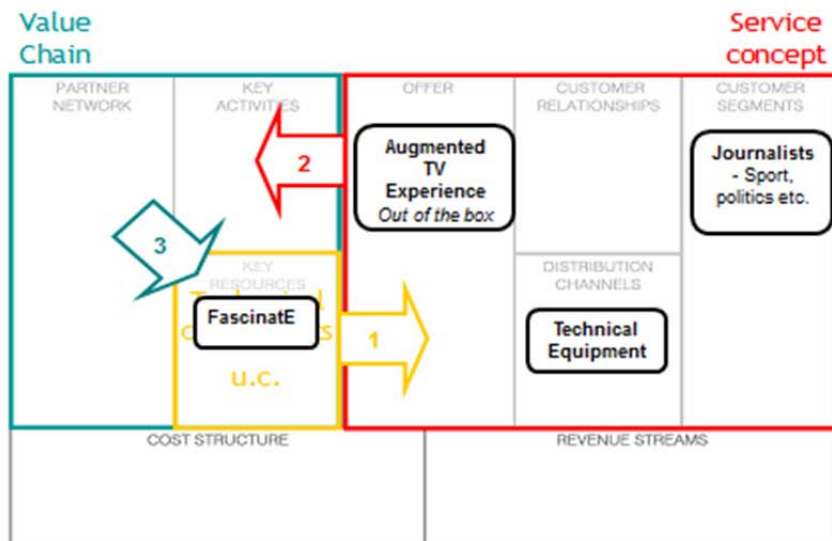 Value
Chain
Service
concept
PARTNER
NETWORK
KEY
ACTIVITIES
OFFER
CUSTOMER
RELATIONSHIPS
CUSTOMER
SEGMENTS
2
Augmented
TV
Experience
Out of the box
Journalists
- Sport,
politics etc.
3
KEY
RESOURCES
FascinatE
u.c.
1
DISTRIBUTION
CHANNELS
Technical
Equipment
COST STRUCTURE
REVENUE STREAMS